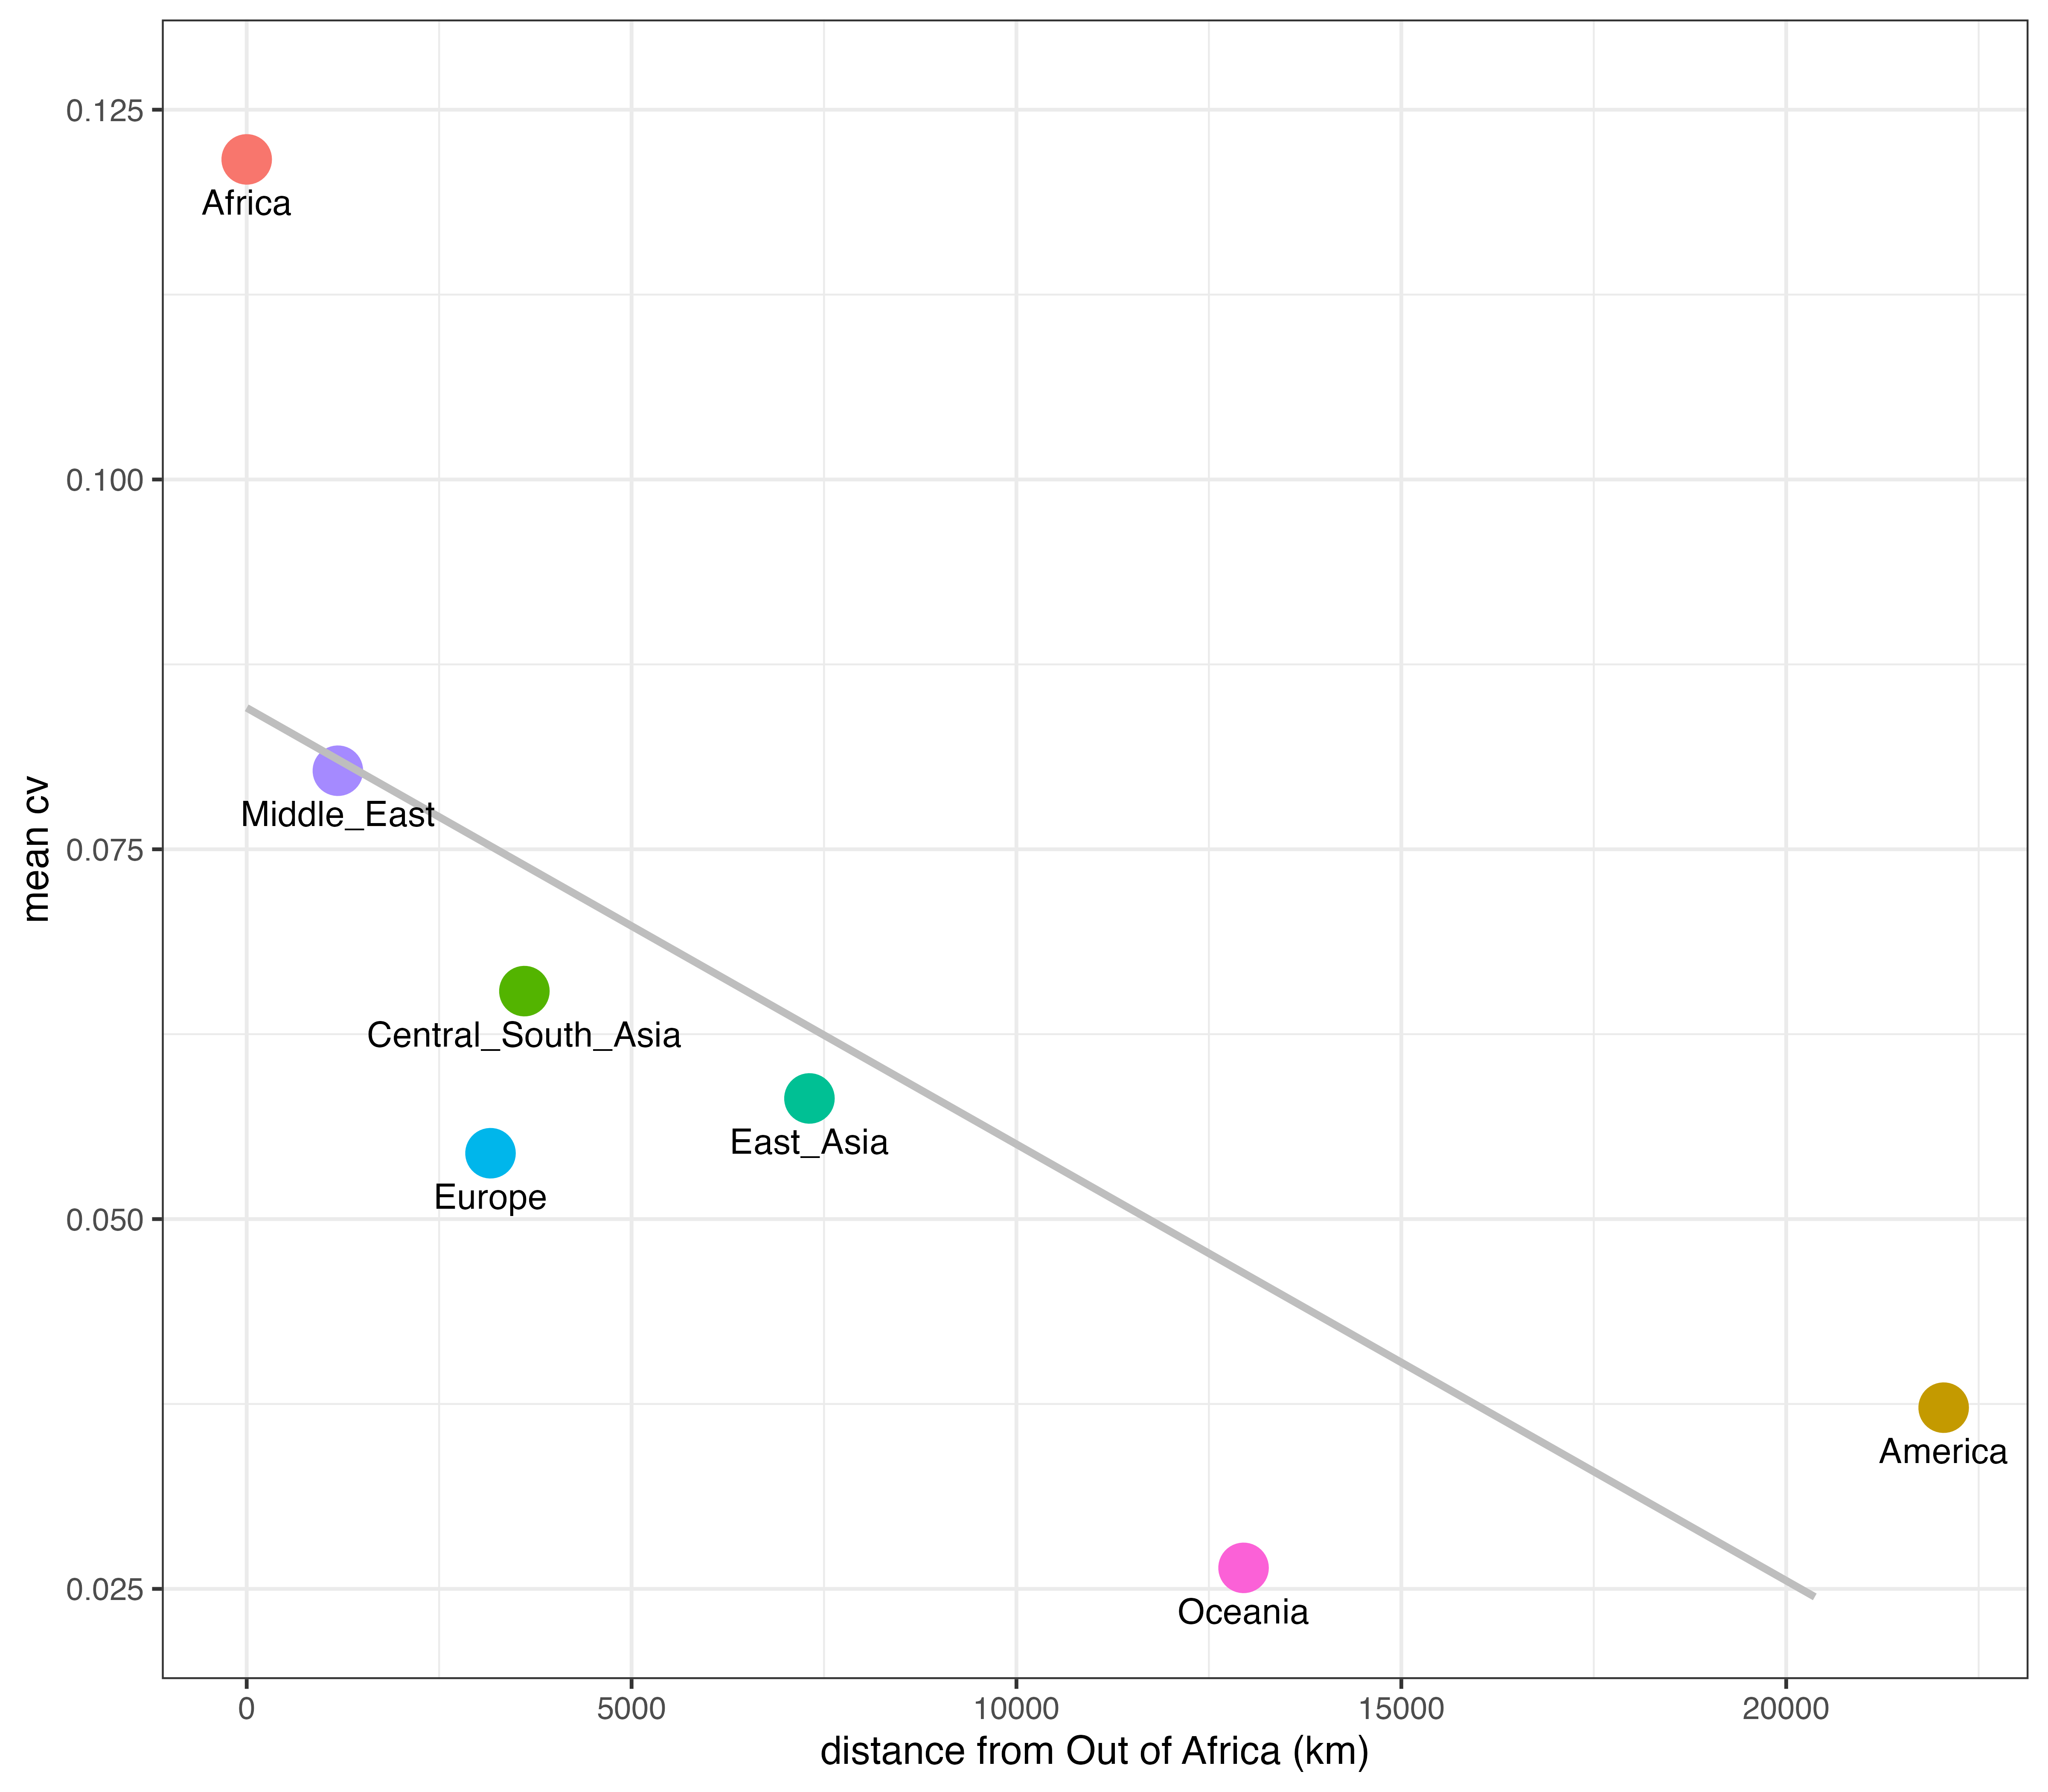 0.125
Africa
0.100
mean cv
Middle_East
0.075
Central_South_Asia
East_Asia
Europe
0.050
America
0.025
Oceania
0 5000 10000 15000 20000
distance from Out of Africa (km)